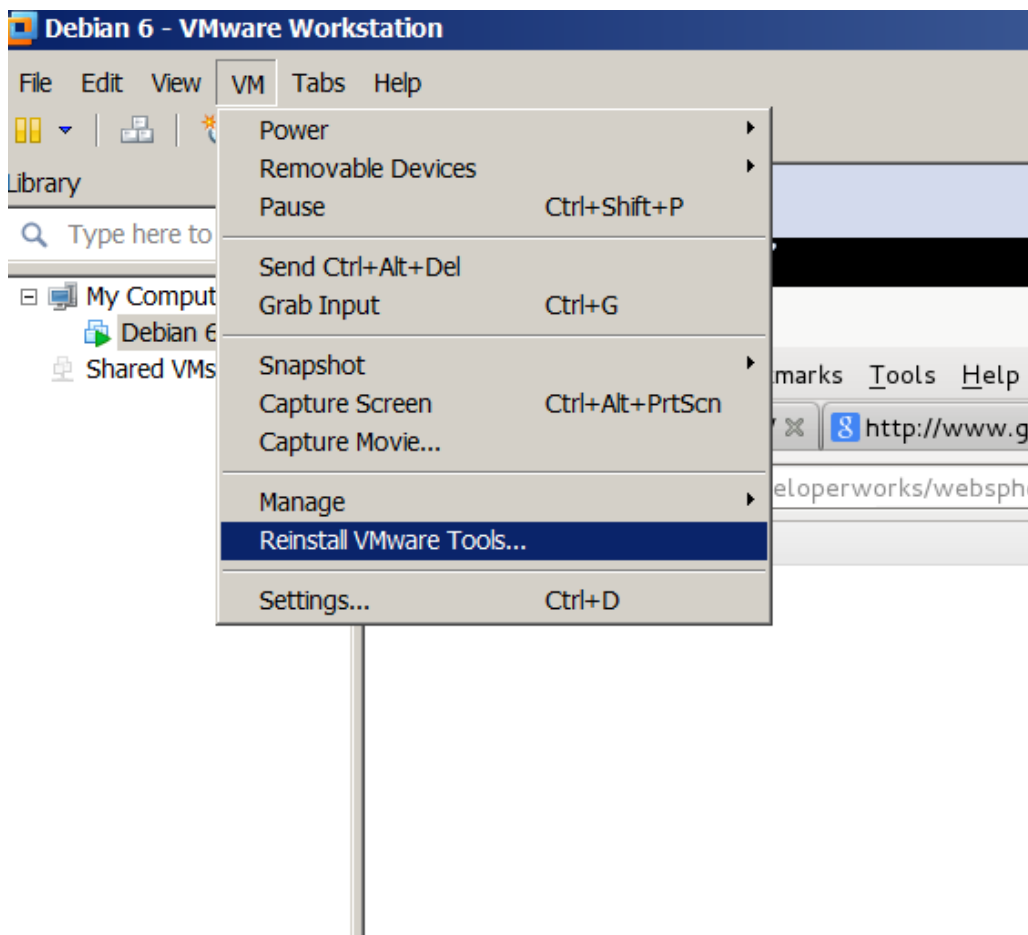 Debian 6 - VMware Workstation
File Edit View VM Tabs Help
Library
Type here to
My Comput
Debian 6
Shared VMs
Power
Removable Devices
Pause Ctrl+Shift+P
Send Ctrl+Alt+Del
Grab Input Ctrl+G
Snapshot
Capture Screen Ctrl+Alt+PrtScn
Capture Movie...
Manage
Reinstall VMware Tools...
Settings... Ctrl+D
marks Tools Help
8 http://www.g
eloperworks/websph